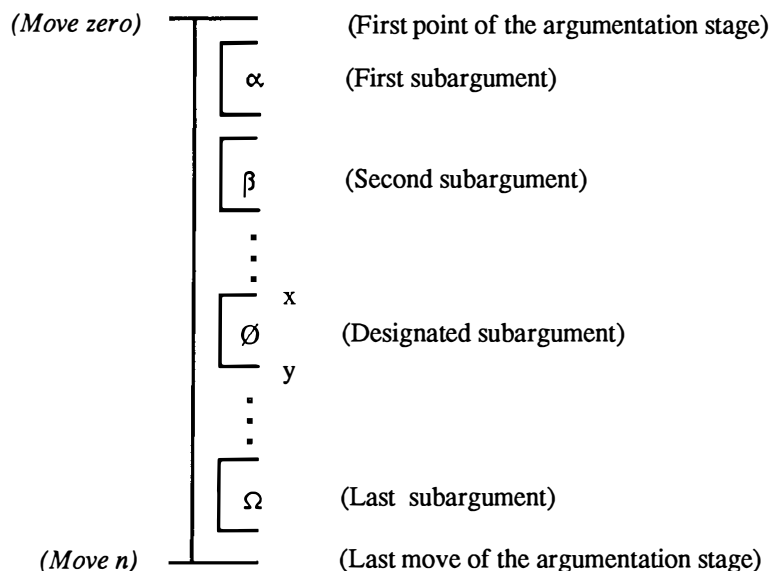 (Move zero) (First point of the argumentation stage)
α (First subargument)
β (Second subargument)
x
Ø (Designated subargument)
y
Ω (Last subargument)
(Move n) (Last move of the argumentation stage)